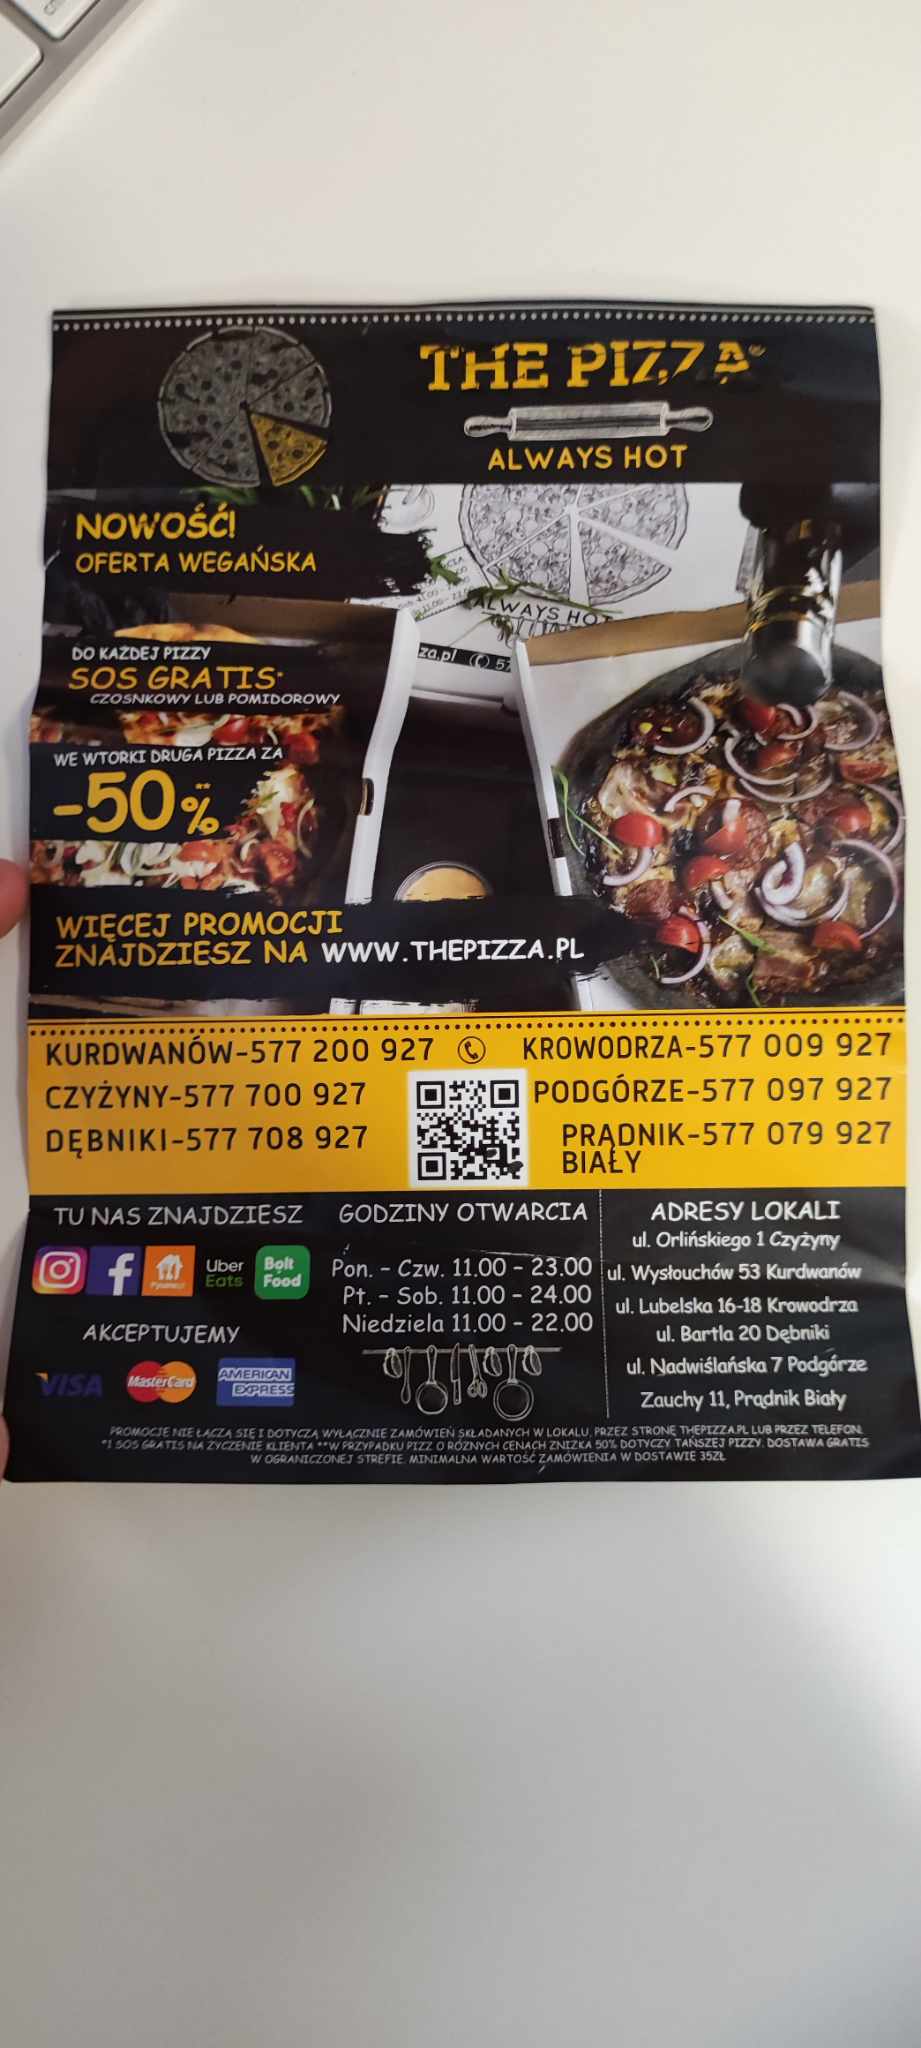 THE PIZZA
ALWAYS HOT
NOWOŚĆ!
OFERTA WEGAŃSKA
ALWAYS HOT
za.pl
57
DO KAŻDEJ PIZZY
SOS GRATIS*
CZOSNKOWY LUB POMIDOROWY
WE WTORKI DRUGA PIZZA ZA
-50%**
WIĘCEJ PROMOCJI
ZNAJDZIESZ NA WWW.THEPIZZA.PL
KURDWANÓW-577 200 927
KROWODRZA-577 009 927
CZYŻYNY-577 700 927
PODGÓRZE-577 097 927
DĘBNIKI-577 708 927
PRĄDNIK-577 079 927
BIAŁY
TU NAS ZNAJDZIESZ
Uber
Eats
Bolt
Food
AKCEPTUJEMY
VISA
MasterCard
AMERICAN
EXPRESS
GODZINY OTWARCIA
Pon. - Czw. 11.00 - 23.00
Pt. - Sob. 11.00 - 24.00
Niedziela 11.00 - 22.00
ADRESY LOKALI
ul. Orlińskiego 1 Czyżyny
ul. Wysłouchów 53 Kurdwanów
ul. Lubelska 16-18 Krowodrza
ul. Bartla 20 Dębniki
ul. Nadwiślańska 7 Podgórze
Zauchy 11, Prądnik Biały
PROMOCJE NIE ŁĄCZĄ SIĘ I DOTYCZĄ WYŁĄCZNIE ZAMÓWIEŃ SKŁADANYCH W LOKALU, PRZEZ STRONĘ THEPIZZA.PL LUB PRZEZ TELEFON.
*1 SOS GRATIS NA ŻYCZENIE KLIENTA **W PRZYPADKU PIZZ O RÓŻNYCH CENACH ZNIŻKA 50% DOTYCZY TAŃSZEJ PIZZY. DOSTAWA GRATIS
W OGRANICZONEJ STREFIE. MINIMALNA WARTOŚĆ ZAMÓWIENIA W DOSTAWIE 35ZŁ